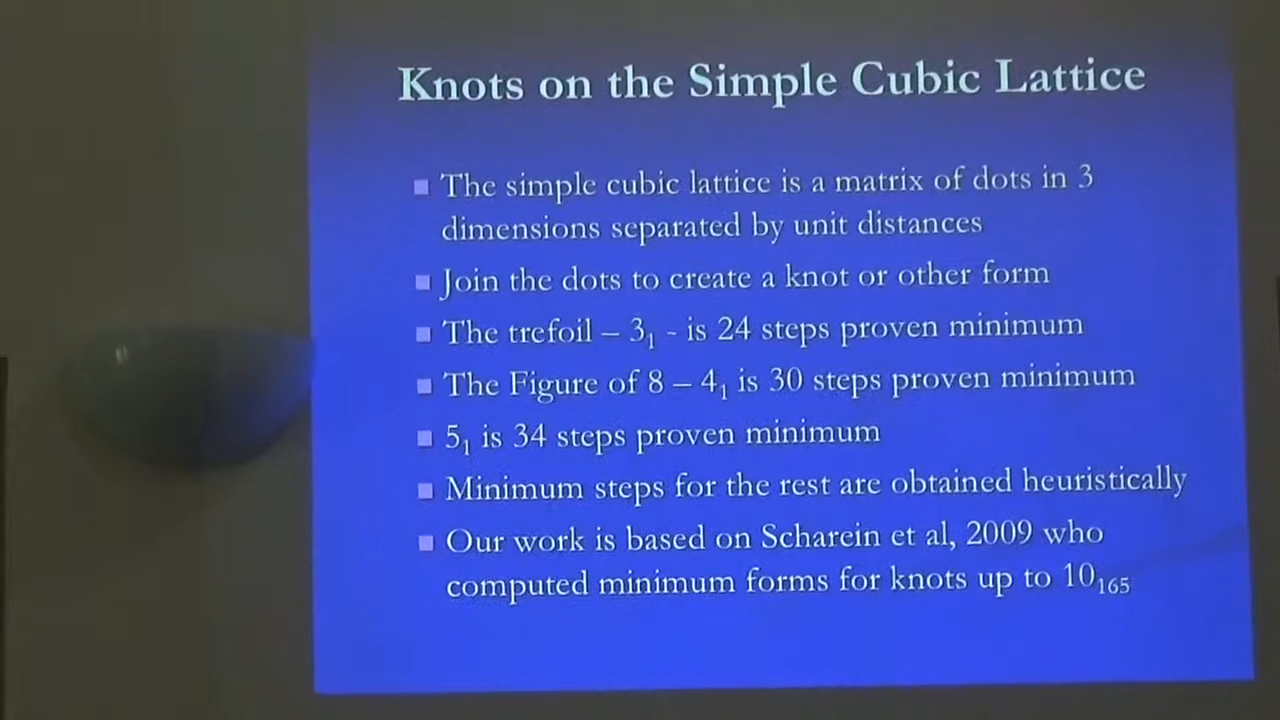 Knots on the Simple Cubic Lattice
The simple cubic lattice is a matrix of dots in 3
dimensions separated by unit distances
Join the dots to create a knot or other form
The trefoil – 3₁ - is 24 steps proven minimum
The Figure of 8 – 4₁ is 30 steps proven minimum
5₁ is 34 steps proven minimum
Minimum steps for the rest are obtained heuristically
Our work is based on Scharein et al, 2009 who
computed minimum forms for knots up to 10₁₆₅